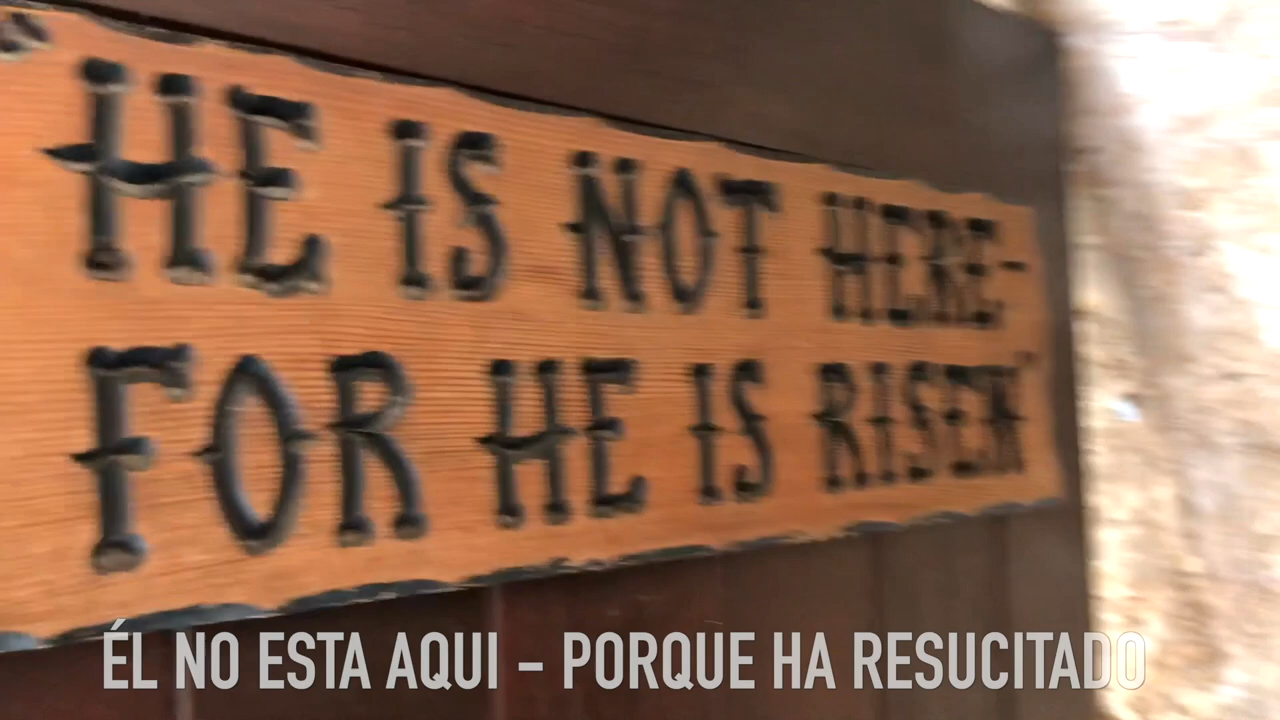 "HE IS NOT HERE-
FOR HE IS RISEN"
ÉL NO ESTA AQUI – PORQUE HA RESUCITADO